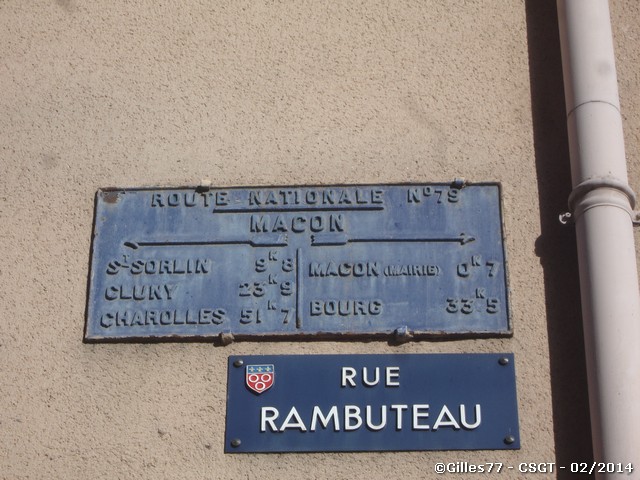 ROUTE NATIONALE Nº79
MACON
ST SORLIN 9K8 MACON (MAIRIE) 0K7
CLUNY 23K9 BOURG 33K5
CHAROLLES 51K7
RUE
RAMBUTEAU
©Gilles77 - CSGT - 02/2014